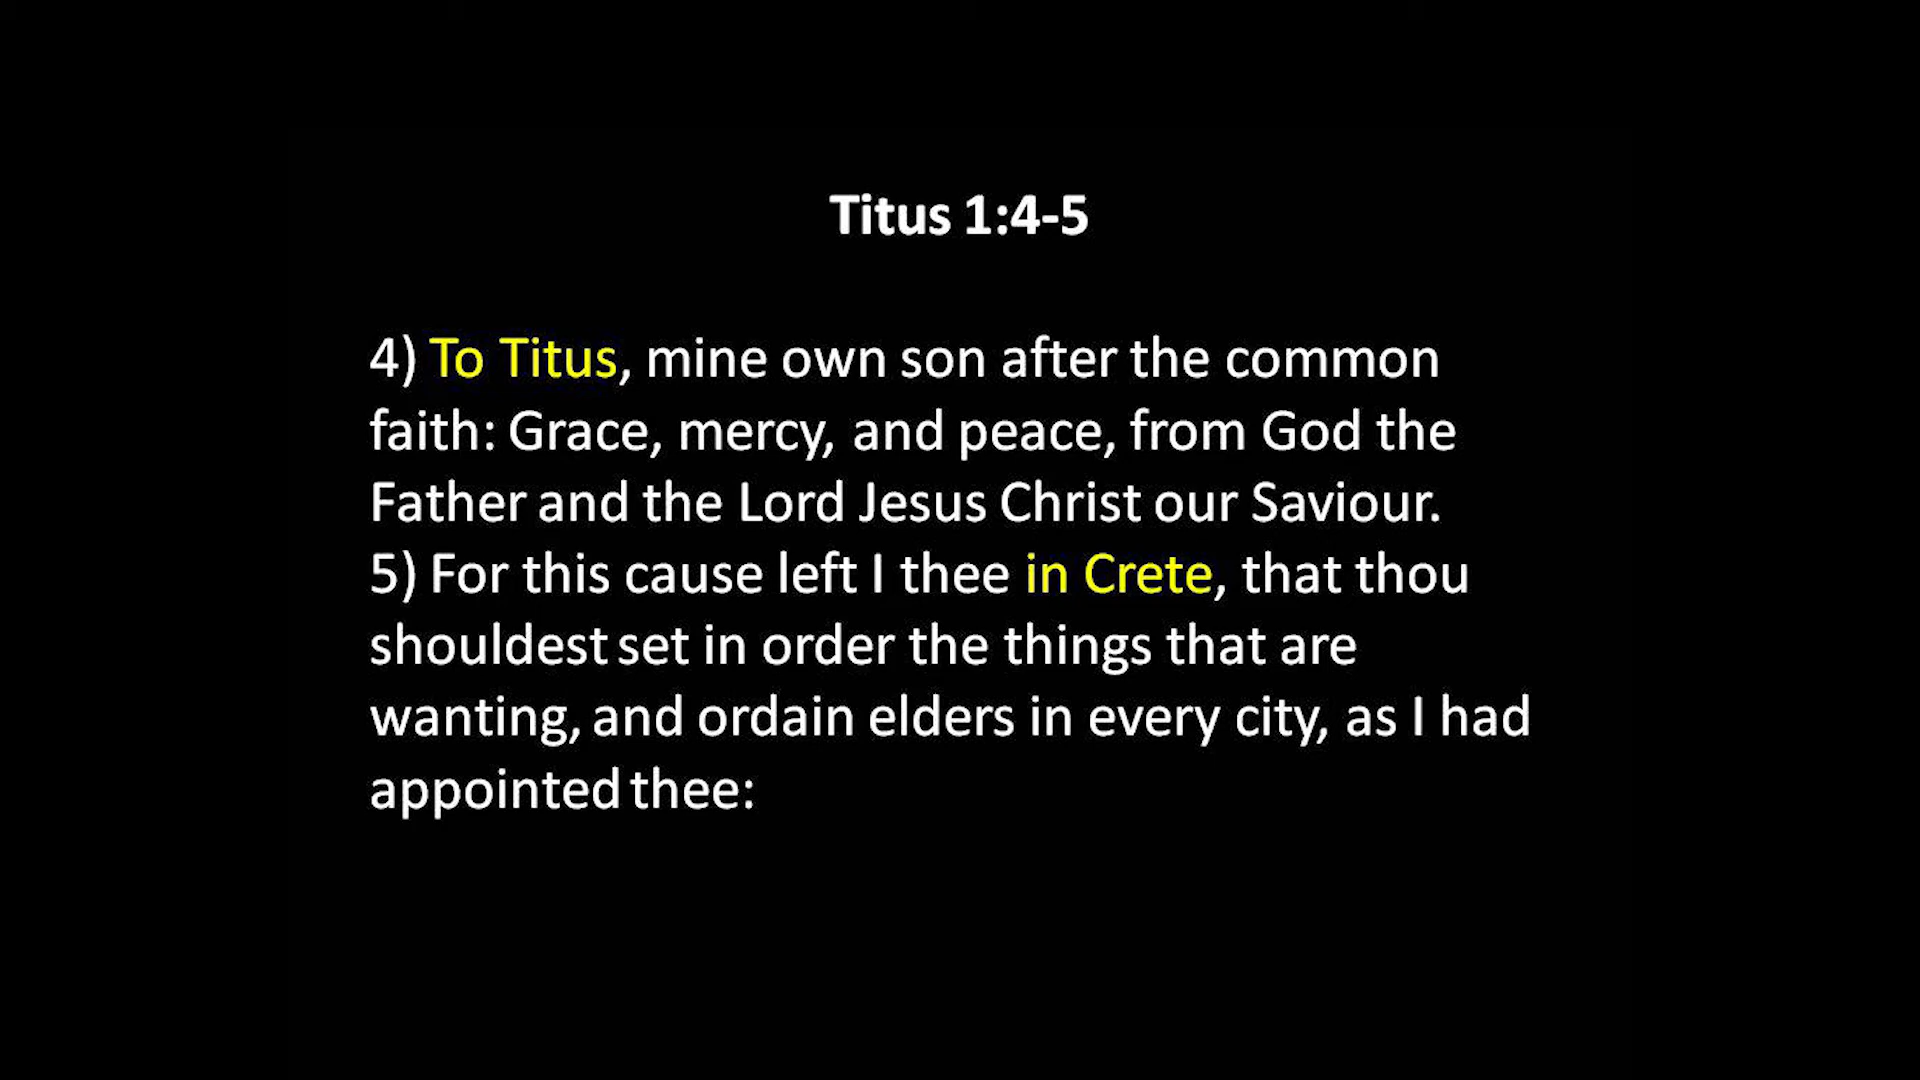 Titus 1:4-5
4) To Titus, mine own son after the common
faith: Grace, mercy, and peace, from God the
Father and the Lord Jesus Christ our Saviour.
5) For this cause left I thee in Crete, that thou
shouldest set in order the things that are
wanting, and ordain elders in every city, as I had
appointed thee: